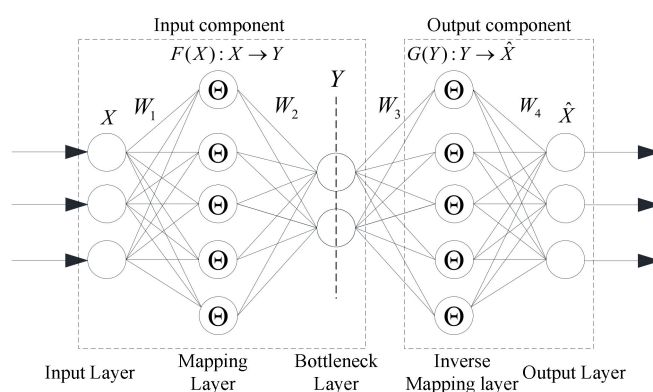 Input component
Output component
F(X) : X → Y
Y
G(Y) : Y → X̂
X
W₁
W₂
W₃
W₄
X̂
Θ
Θ
Θ
Θ
Θ
Θ
Θ
Θ
Θ
Θ
Input Layer
Mapping
Layer
Bottleneck
Layer
Inverse
Mapping layer
Output Layer